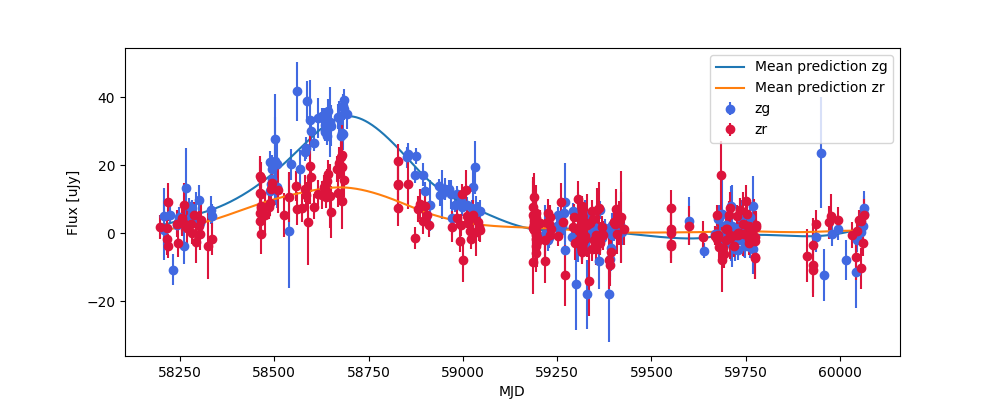 Mean prediction zg
Mean prediction zr
zg
zr
40
20
0
−20
Flux [uJy]
58250 58500 58750 59000 59250 59500 59750 60000
MJD